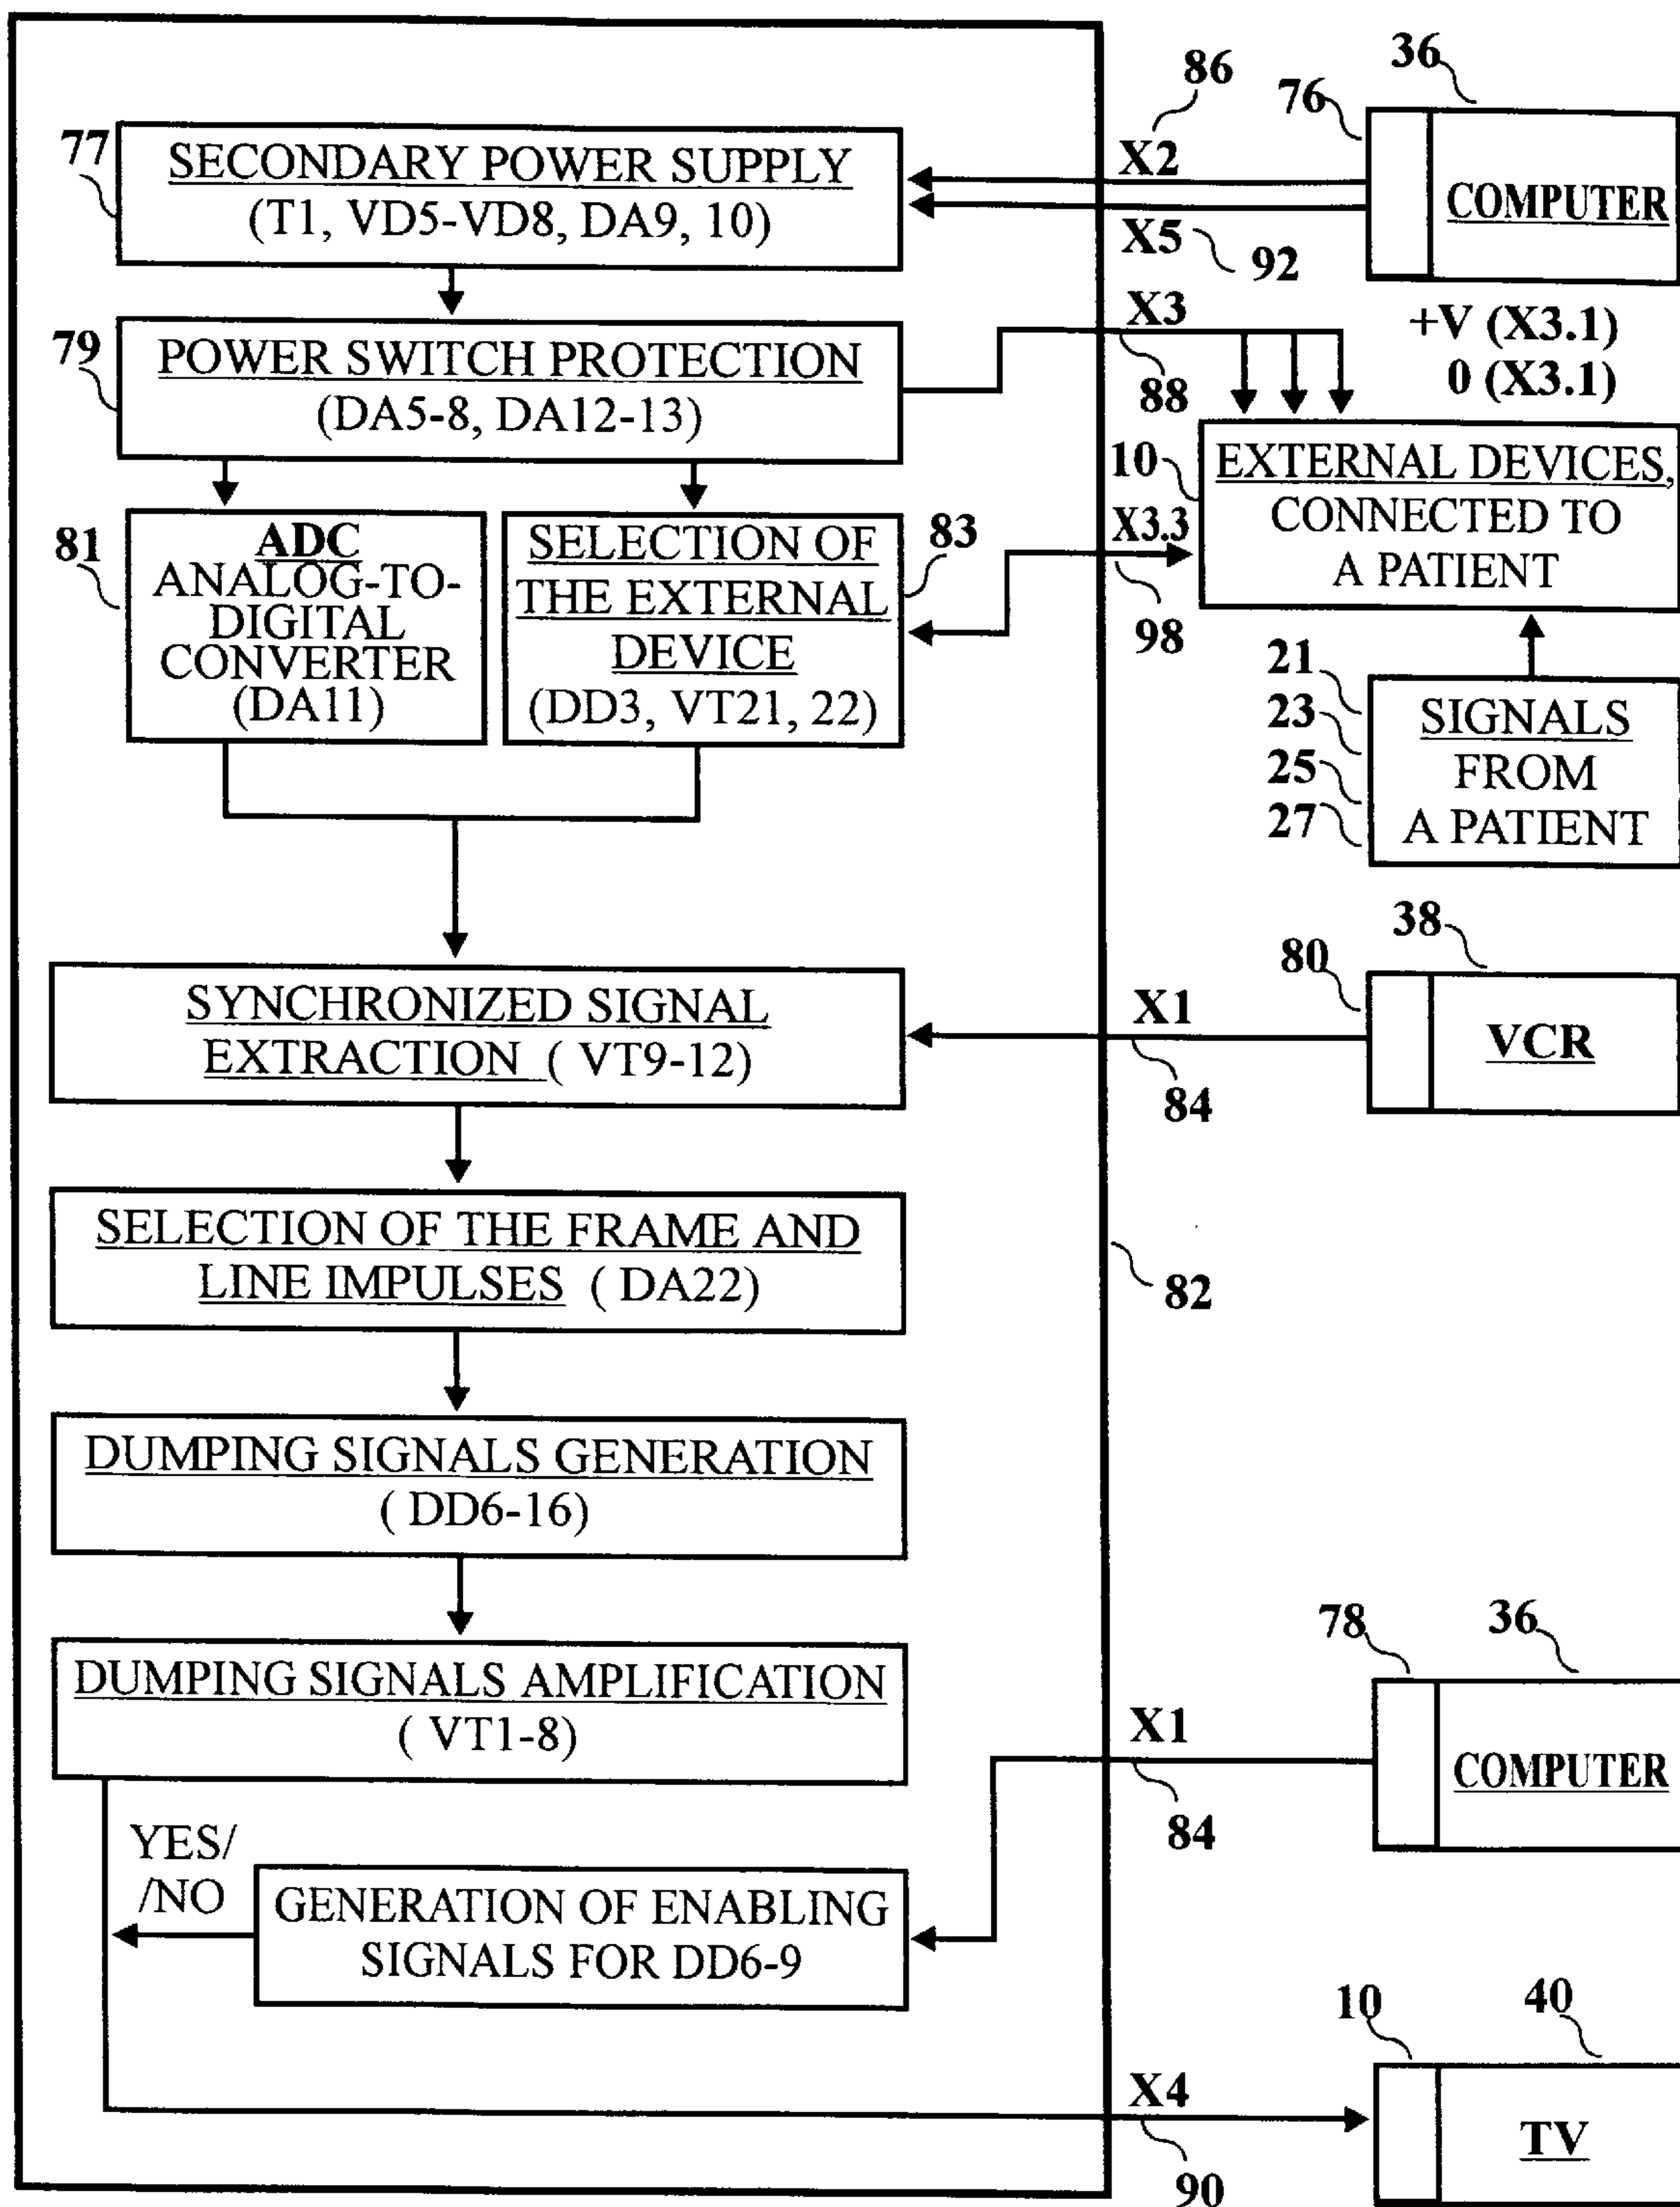 36
86
76
77
SECONDARY POWER SUPPLY
(T1, VD5-VD8, DA9, 10)
X2
X5
92
COMPUTER
+V (X3.1)
0 (X3.1)
79
POWER SWITCH PROTECTION
(DA5-8, DA12-13)
X3
88
10
EXTERNAL DEVICES,
CONNECTED TO
A PATIENT
X3.3
98
81
ADC
ANALOG-TO-
DIGITAL
CONVERTER
(DA11)
SELECTION OF
THE EXTERNAL
DEVICE
(DD3, VT21, 22)
83
21
23
25
27
SIGNALS
FROM
A PATIENT
38
80
SYNCHRONIZED SIGNAL
EXTRACTION ( VT9-12)
X1
84
VCR
SELECTION OF THE FRAME AND
LINE IMPULSES ( DA22)
82
DUMPING SIGNALS GENERATION
( DD6-16)
78
36
DUMPING SIGNALS AMPLIFICATION
( VT1-8)
X1
84
COMPUTER
YES/
/NO
GENERATION OF ENABLING
SIGNALS FOR DD6-9
10
40
X4
90
TV